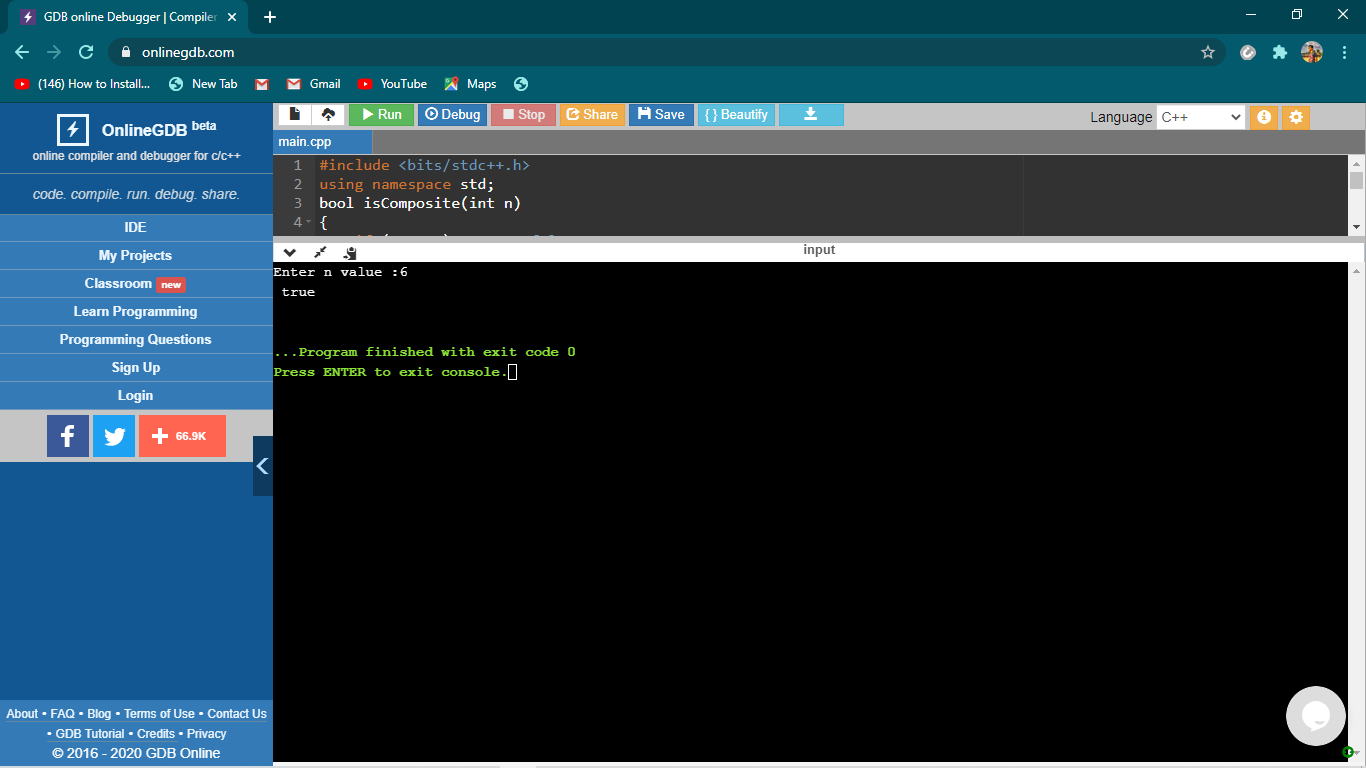 GDB online Debugger | Compiler
onlinegdb.com
(146) How to Install...
New Tab
Gmail
YouTube
Maps
OnlineGDB beta
online compiler and debugger for c/c++
code. compile. run. debug. share.
IDE
My Projects
Classroom new
Learn Programming
Programming Questions
Sign Up
Login
66.9K
About • FAQ • Blog • Terms of Use • Contact Us
• GDB Tutorial • Credits • Privacy
© 2016 - 2020 GDB Online
Run
Debug
Stop
Share
Save
{ } Beautify
Language C++
main.cpp
1 #include <bits/stdc++.h>
2 using namespace std;
3 bool isComposite(int n)
4 {
input
Enter n value :6
true
...Program finished with exit code 0
Press ENTER to exit console.